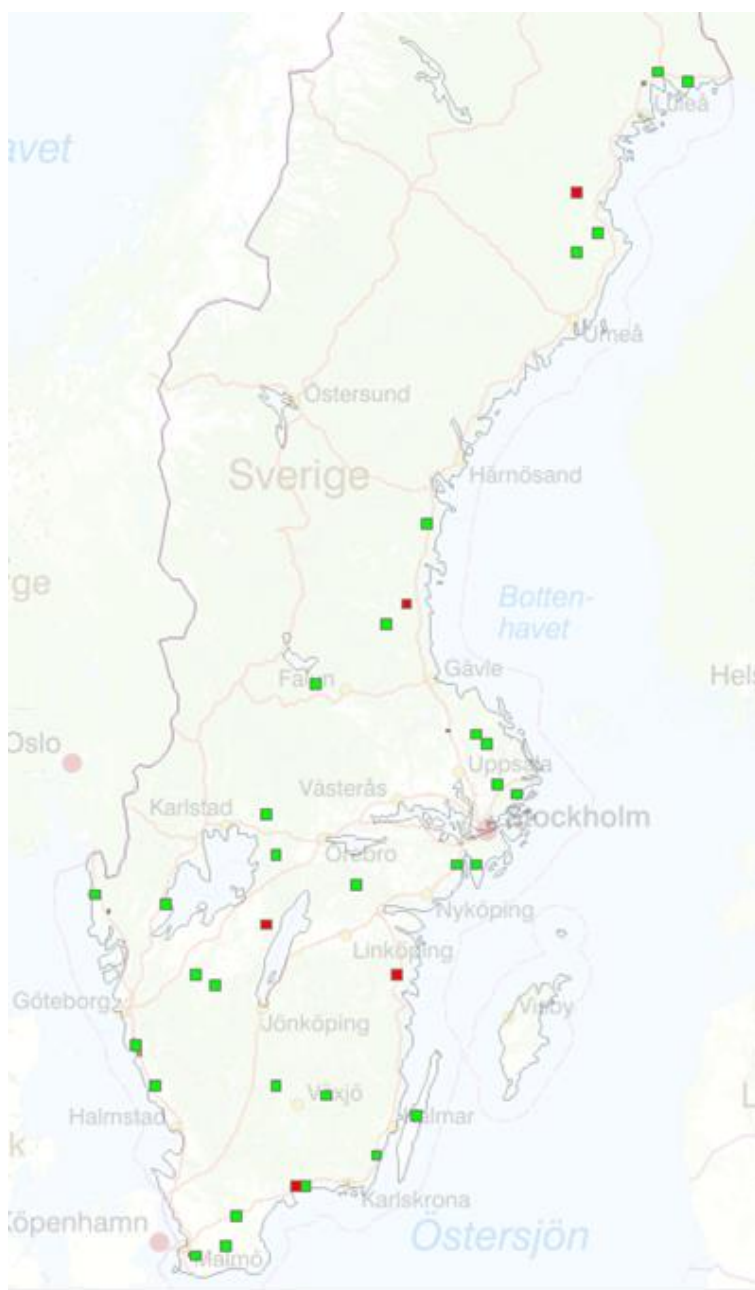 avet
Luleå
Umeå
Östersund
Sverige
Härnösand
rge
Botten-
havet
Falun
Gävle
Hels
Oslo
Uppsala
Västerås
Karlstad
Stockholm
Örebro
Nyköping
Linköping
Göteborg
Visby
Jönköping
Växjö
Halmstad
Kalmar
L
k
Karlskrona
Köpenhamn
Östersjön
Malmö